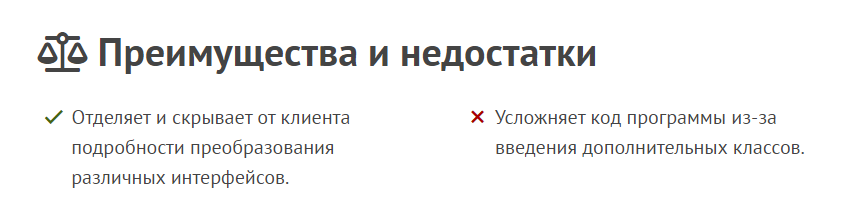 Преимущества и недостатки
Отделяет и скрывает от клиента
подробности преобразования
различных интерфейсов.
Усложняет код программы из-за
введения дополнительных классов.